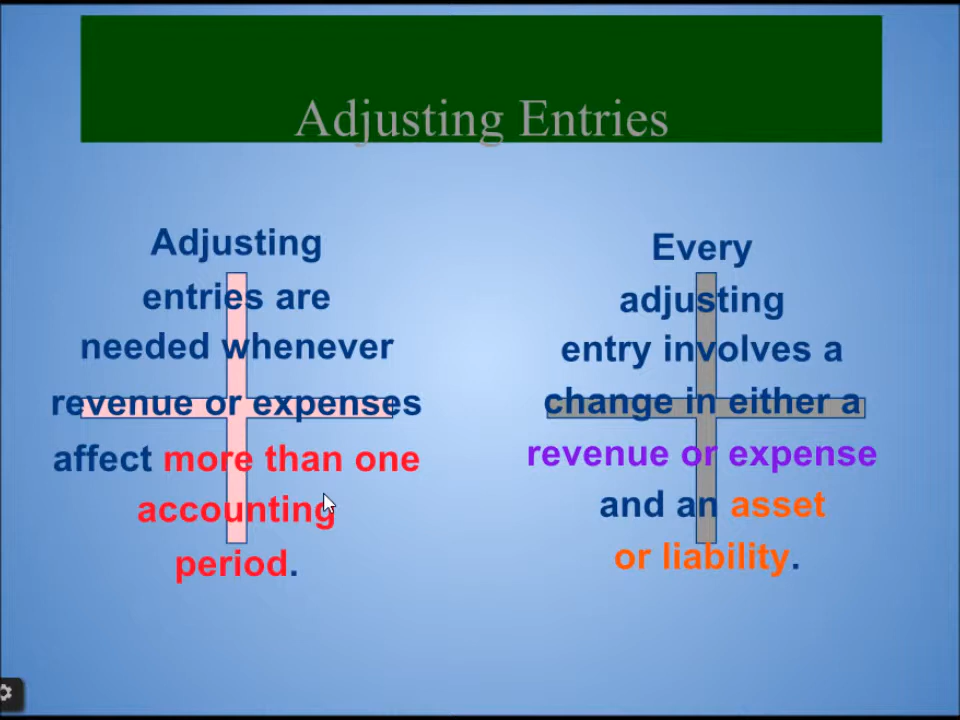 Adjusting Entries
Adjusting
entries are
needed whenever
revenue or expenses
affect more than one
accounting
period.
Every
adjusting
entry involves a
change in either a
revenue or expense
and an asset
or liability.